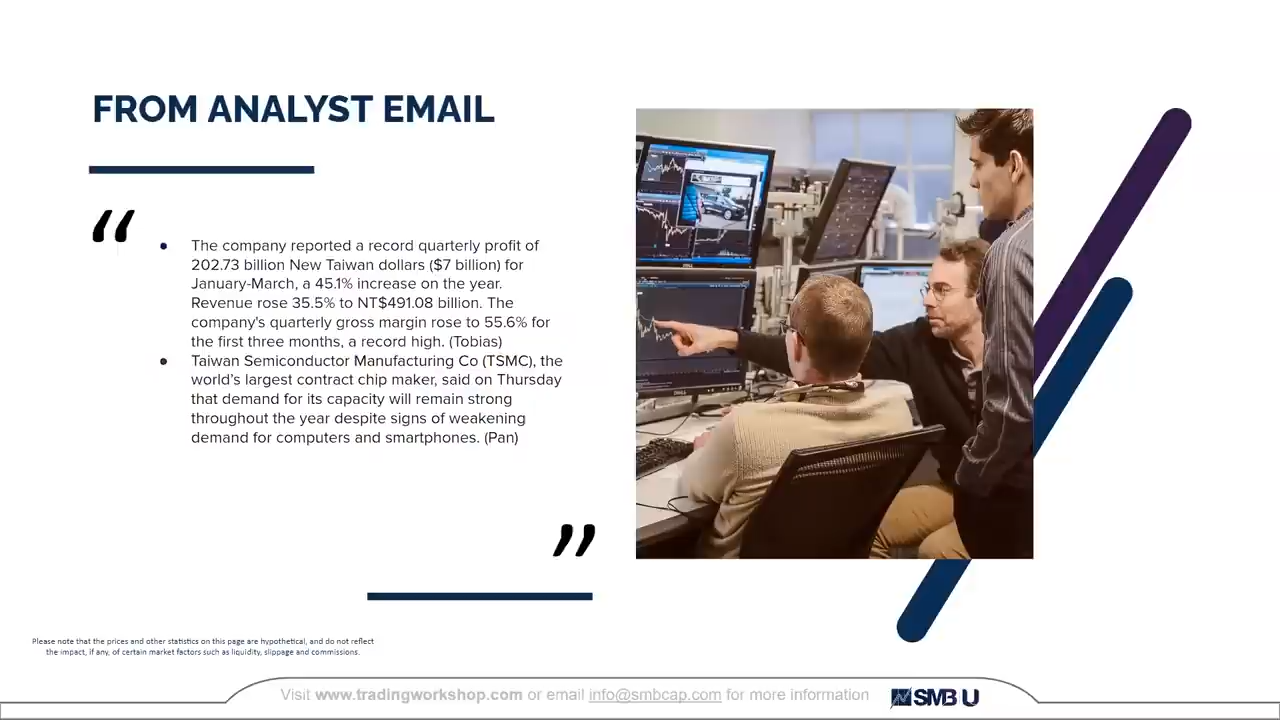 FROM ANALYST EMAIL
“
• The company reported a record quarterly profit of
202.73 billion New Taiwan dollars ($7 billion) for
January-March, a 45.1% increase on the year.
Revenue rose 35.5% to NT$491.08 billion. The
company's quarterly gross margin rose to 55.6% for
the first three months, a record high. (Tobias)
• Taiwan Semiconductor Manufacturing Co (TSMC), the
world's largest contract chip maker, said on Thursday
that demand for its capacity will remain strong
throughout the year despite signs of weakening
demand for computers and smartphones. (Pan)
”
Please note that the prices and other statistics on this page are hypothetical, and do not reflect
the impact, if any, of certain market factors such as liquidity, slippage and commissions.
Visit www.tradingworkshop.com or email info@smbcap.com for more information
SMB U